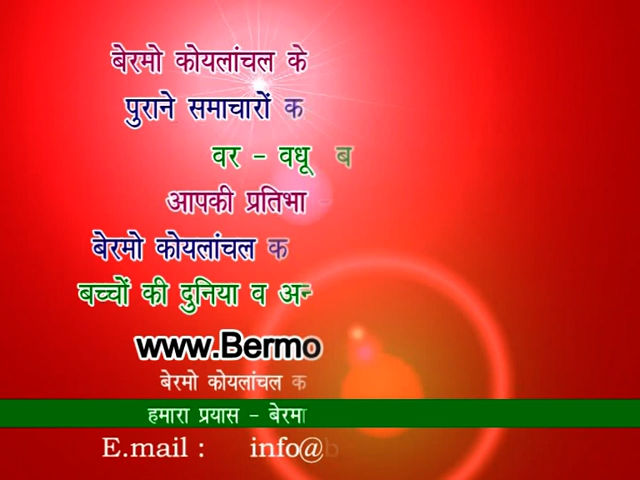 बेरमो कोयलांचल के
पुराने समाचारों क
वर - वधू ब
आपकी प्रतिभा -
बेरमो कोयलांचल क
बच्चों की दुनिया व अन
www.Bermo
बेरमो कोयलांचल क
हमारा प्रयास - बेरमा
E.mail : info@b